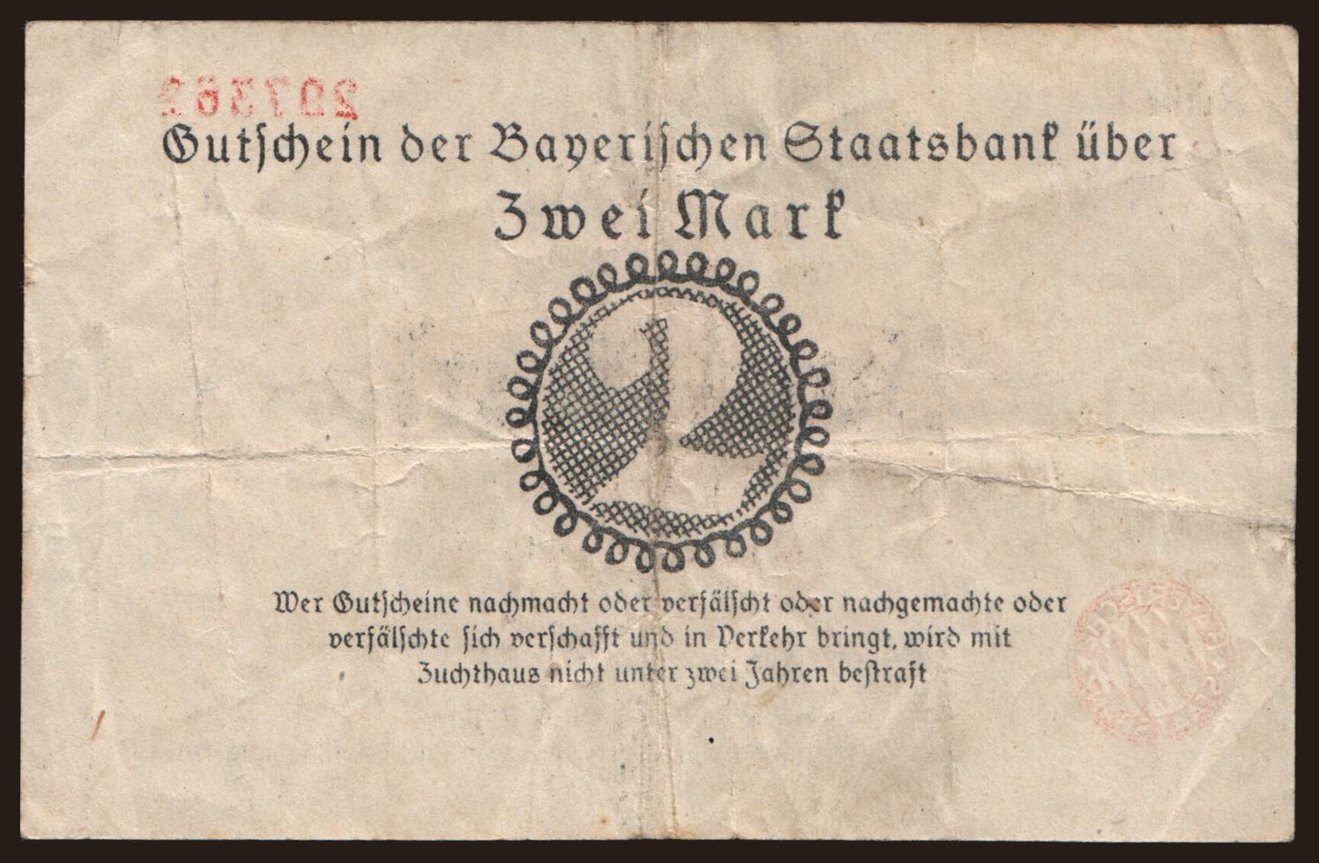 Gutschein der Bayerischen Staatsbank über
Zwei Mark
2
Wer Gutscheine nachmacht oder verfälscht oder nachgemachte oder
verfälschte sich verschafft und in Verkehr bringt, wird mit
Zuchthaus nicht unter zwei Jahren bestraft